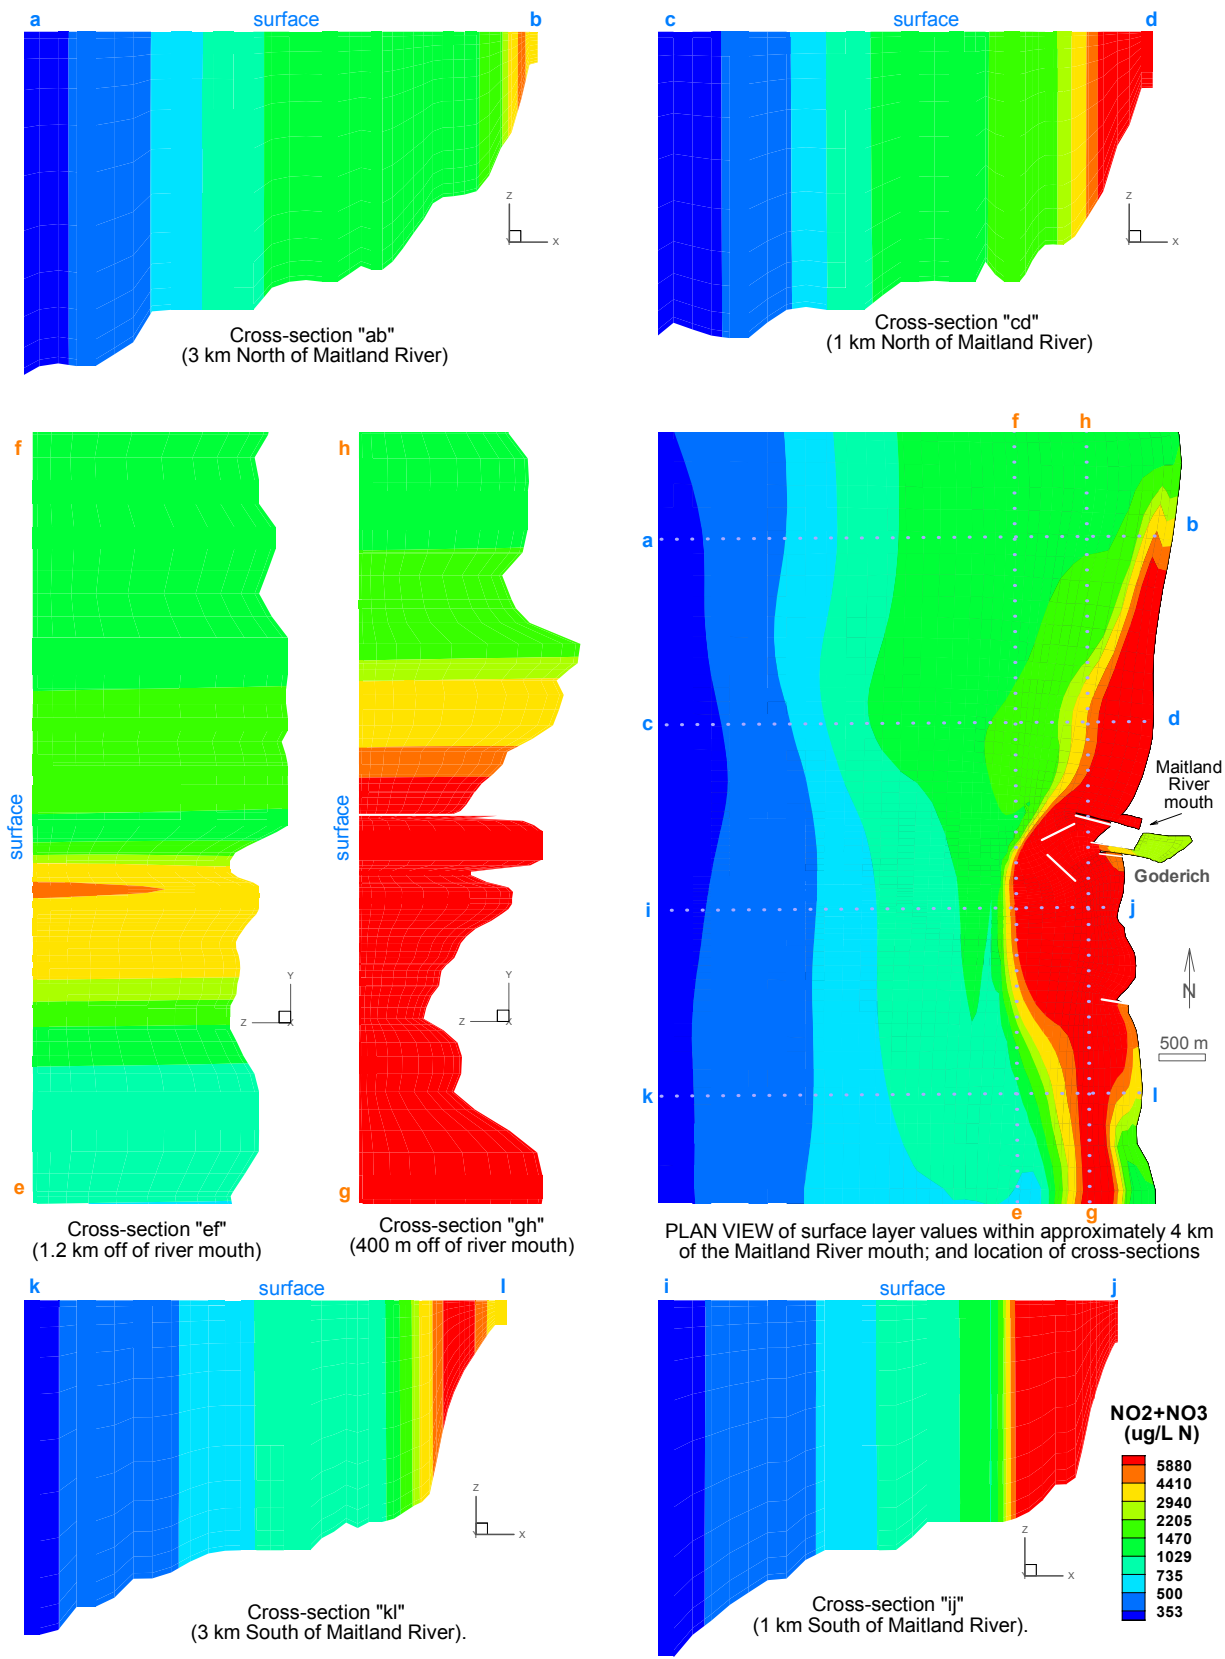 a surface b
c surface d
Z
Y X
Z
Y X
Cross-section "ab"
(3 km North of Maitland River)
Cross-section "cd"
(1 km North of Maitland River)
f
h
f h
a
b
c
d
Maitland
River
mouth
Goderich
surface
surface
i
j
Y
Z X
Y
Z X
N
500 m
k
l
e
g
e g
Cross-section "ef"
(1.2 km off of river mouth)
Cross-section "gh"
(400 m off of river mouth)
PLAN VIEW of surface layer values within approximately 4 km
of the Maitland River mouth; and location of cross-sections
k surface l
i surface j
Z
Y X
Z
Y X
Cross-section "kl"
(3 km South of Maitland River).
Cross-section "ij"
(1 km South of Maitland River).
NO2+NO3
(ug/L N)
5880
4410
2940
2205
1470
1029
735
500
353